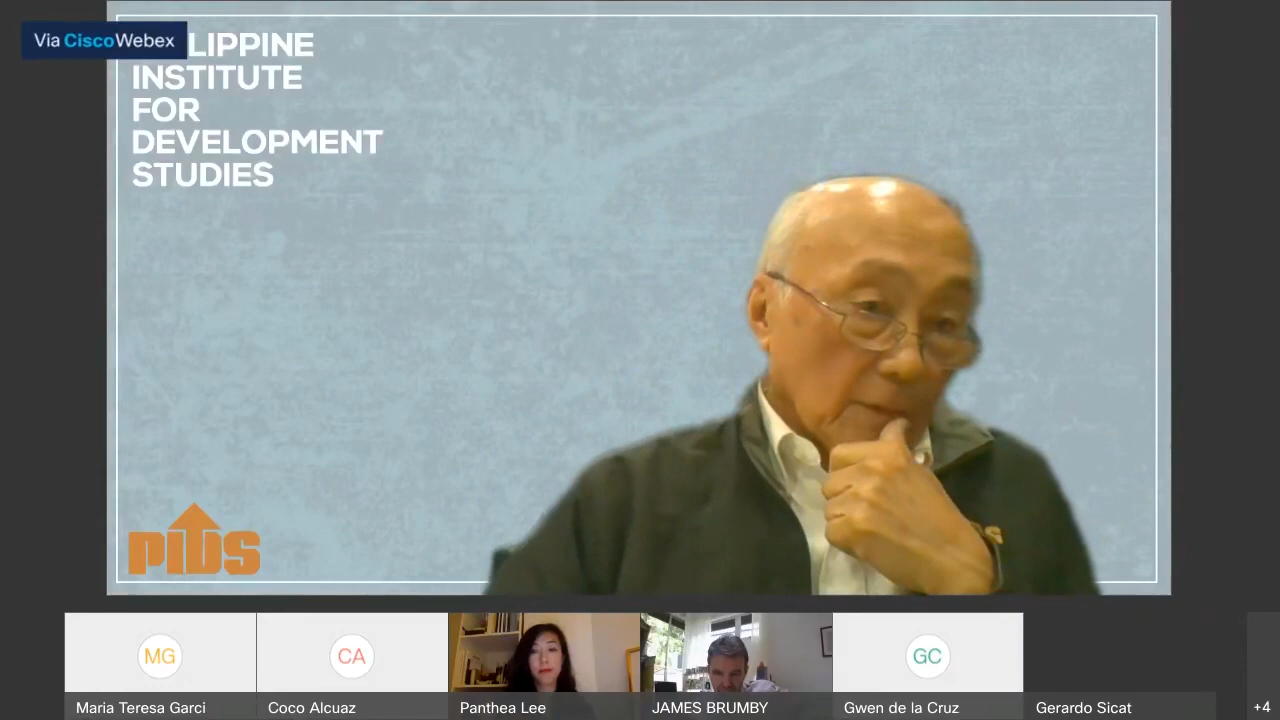 Via CiscoWebex
LIPPINE
INSTITUTE
FOR
DEVELOPMENT
STUDIES
PIDS
MG
CA
GC
Maria Teresa Garci
Coco Alcuaz
Panthea Lee
JAMES BRUMBY
Gwen de la Cruz
Gerardo Sicat
+4